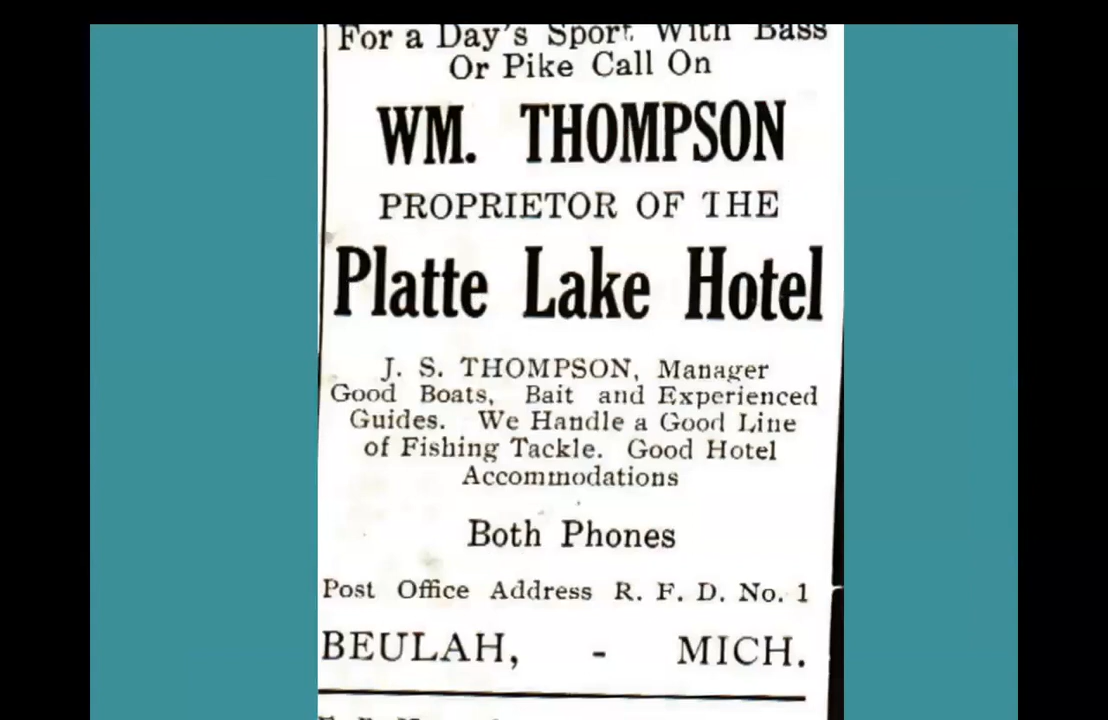 For a Day's Sport With Bass
Or Pike Call On
WM. THOMPSON
PROPRIETOR OF THE
Platte Lake Hotel
J. S. THOMPSON, Manager
Good Boats, Bait and Experienced
Guides. We Handle a Good Line
of Fishing Tackle. Good Hotel
Accommodations
Both Phones
Post Office Address R. F. D. No. 1
BEULAH, - MICH.